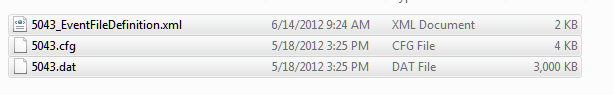 5043_EventFileDefinition.xml 6/14/2012 9:24 AM XML Document 2 KB
5043.cfg 5/18/2012 3:25 PM CFG File 4 KB
5043.dat 5/18/2012 3:25 PM DAT File 3,000 KB